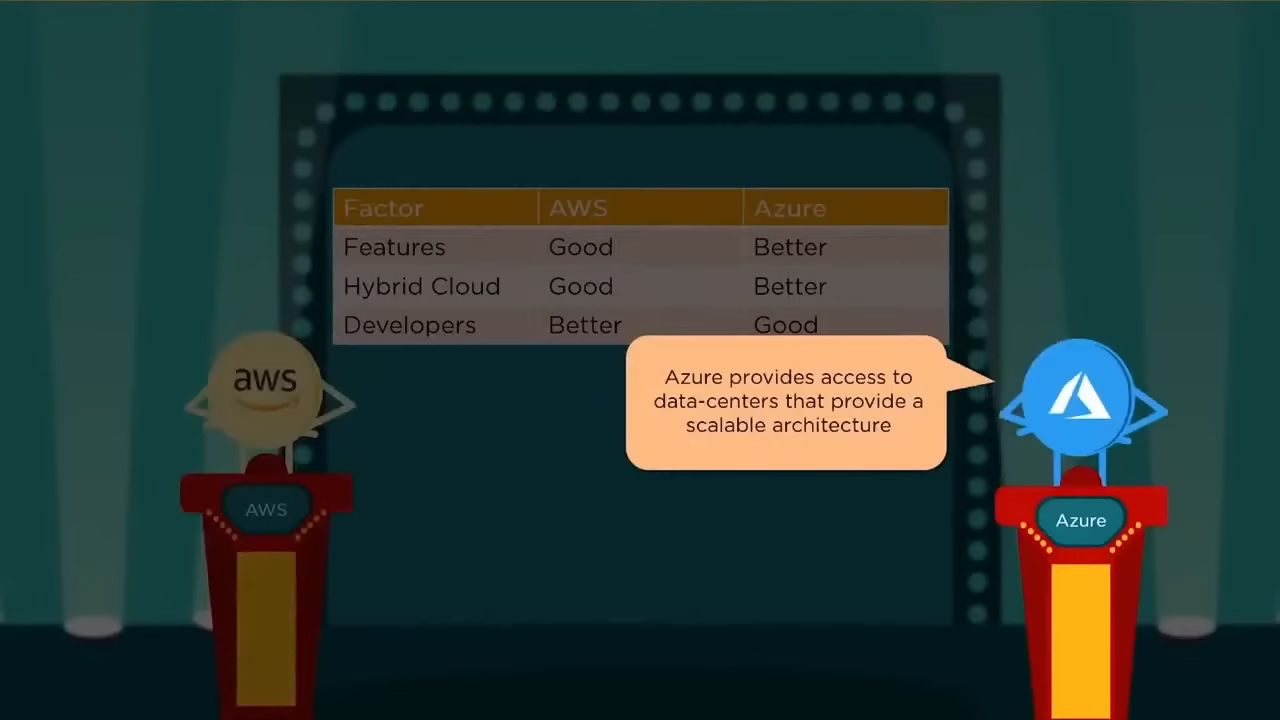 Factor AWS Azure
Features Good Better
Hybrid Cloud Good Better
Developers Better Good
Azure provides access to
data-centers that provide a
scalable architecture
aws
AWS
Azure